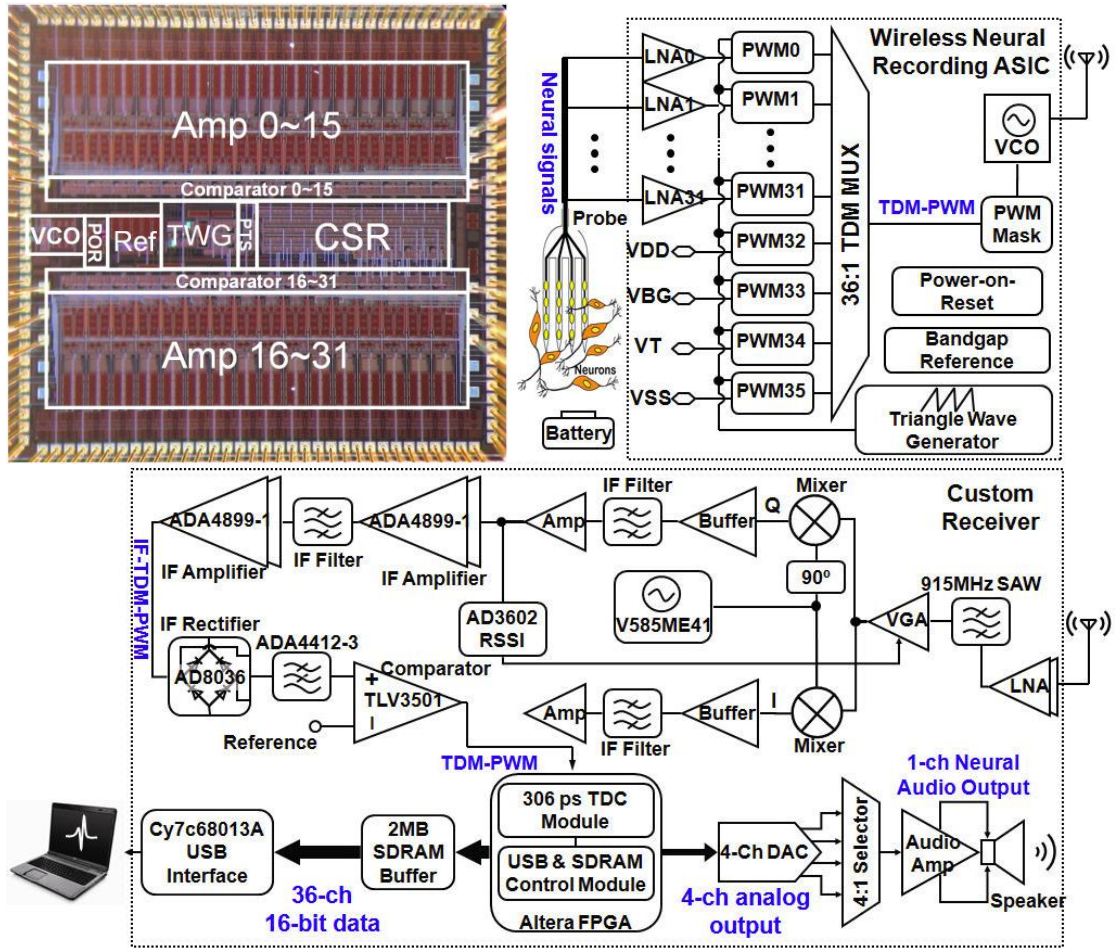 Amp 0~15
Comparator 0~15
VCO
POR
Ref
TWG
PTS
CSR
Comparator 16~31
Amp 16~31
Wireless Neural
Recording ASIC
Neural signals
LNA0
LNA1
LNA31
PWM0
PWM1
PWM31
PWM32
PWM33
PWM34
PWM35
Probe
VDD
VBG
VT
VSS
Neurons
Battery
36:1 TDM MUX
TDM-PWM
VCO
PWM
Mask
Power-on-
Reset
Bandgap
Reference
Triangle Wave
Generator
Custom
Receiver
ADA4899-1
IF Amplifier
IF Filter
ADA4899-1
IF Amplifier
Amp
IF Filter
Buffer
Q
Mixer
90º
V585ME41
AD3602
RSSI
VGA
915MHz SAW
LNA
IF-TDM-PWM
IF Rectifier
AD8036
ADA4412-3
Comparator
+
TLV3501
I
Reference
Amp
IF Filter
Buffer
I
Mixer
TDM-PWM
306 ps TDC
Module
USB & SDRAM
Control Module
Altera FPGA
2MB
SDRAM
Buffer
Cy7c68013A
USB
Interface
36-ch
16-bit data
4-Ch DAC
4-ch analog
output
4:1 Selector
1-ch Neural
Audio Output
Audio
Amp
Speaker